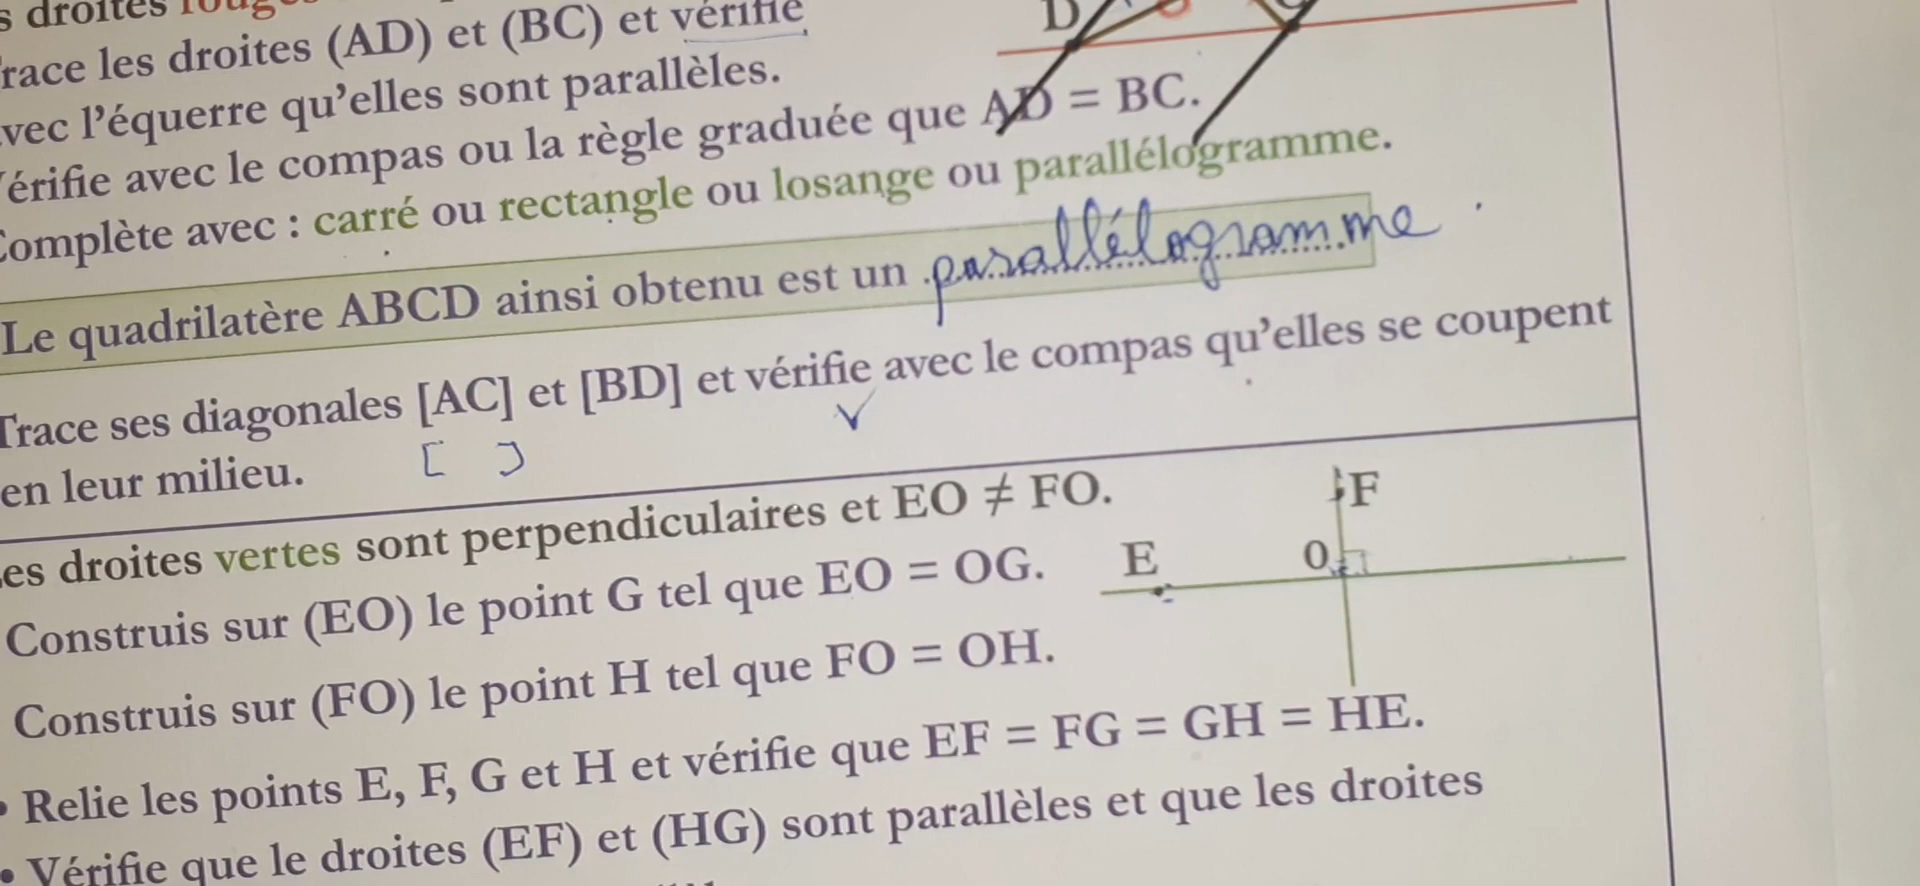 s droites rouges
race les droites (AD) et (BC) et vérifie
vec l'équerre qu'elles sont parallèles.
érifie avec le compas ou la règle graduée que AD = BC.
Complète avec : carré ou rectangle ou losange ou parallélogramme.
Le quadrilatère ABCD ainsi obtenu est un parallélogramme
Trace ses diagonales [AC] et [BD] et vérifie avec le compas qu'elles se coupent
en leur milieu.
[ ]
es droites vertes sont perpendiculaires et EO ≠ FO.
Construis sur (EO) le point G tel que EO = OG.
Construis sur (FO) le point H tel que FO = OH.
• Relie les points E, F, G et H et vérifie que EF = FG = GH = HE.
• Vérifie que le droites (EF) et (HG) sont parallèles et que les droites
D
F
E
O